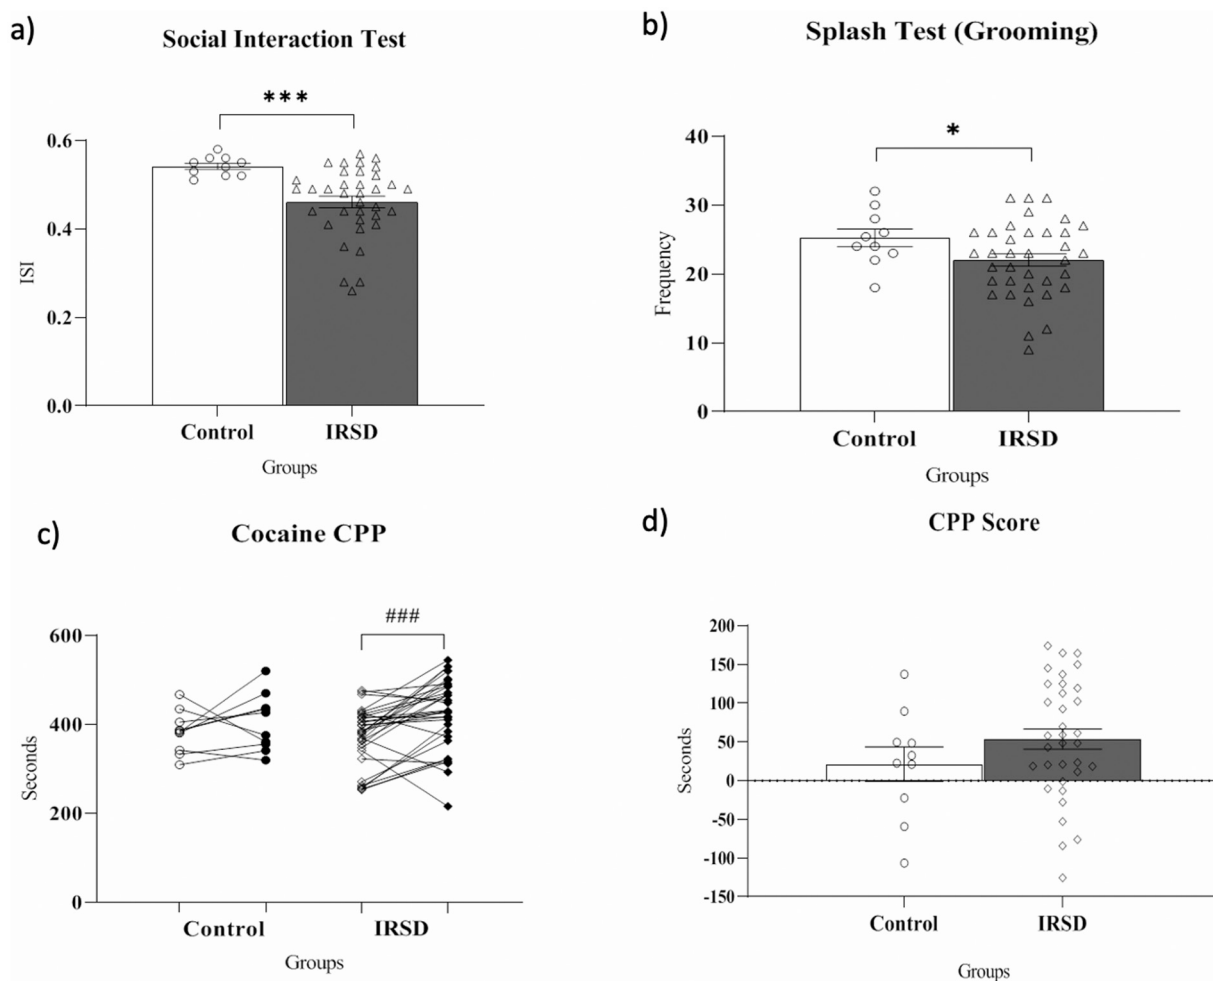 a)
Social Interaction Test
***
ISI
0.6
0.4
0.2
0.0
Control
IRSD
Groups
b)
Splash Test (Grooming)
*
Frequency
40
30
20
10
0
Control
IRSD
Groups
c)
Cocaine CPP
###
Seconds
600
400
200
0
Control
IRSD
Groups
d)
CPP Score
Seconds
200
150
100
50
0
-50
-100
-150
Control
IRSD
Groups